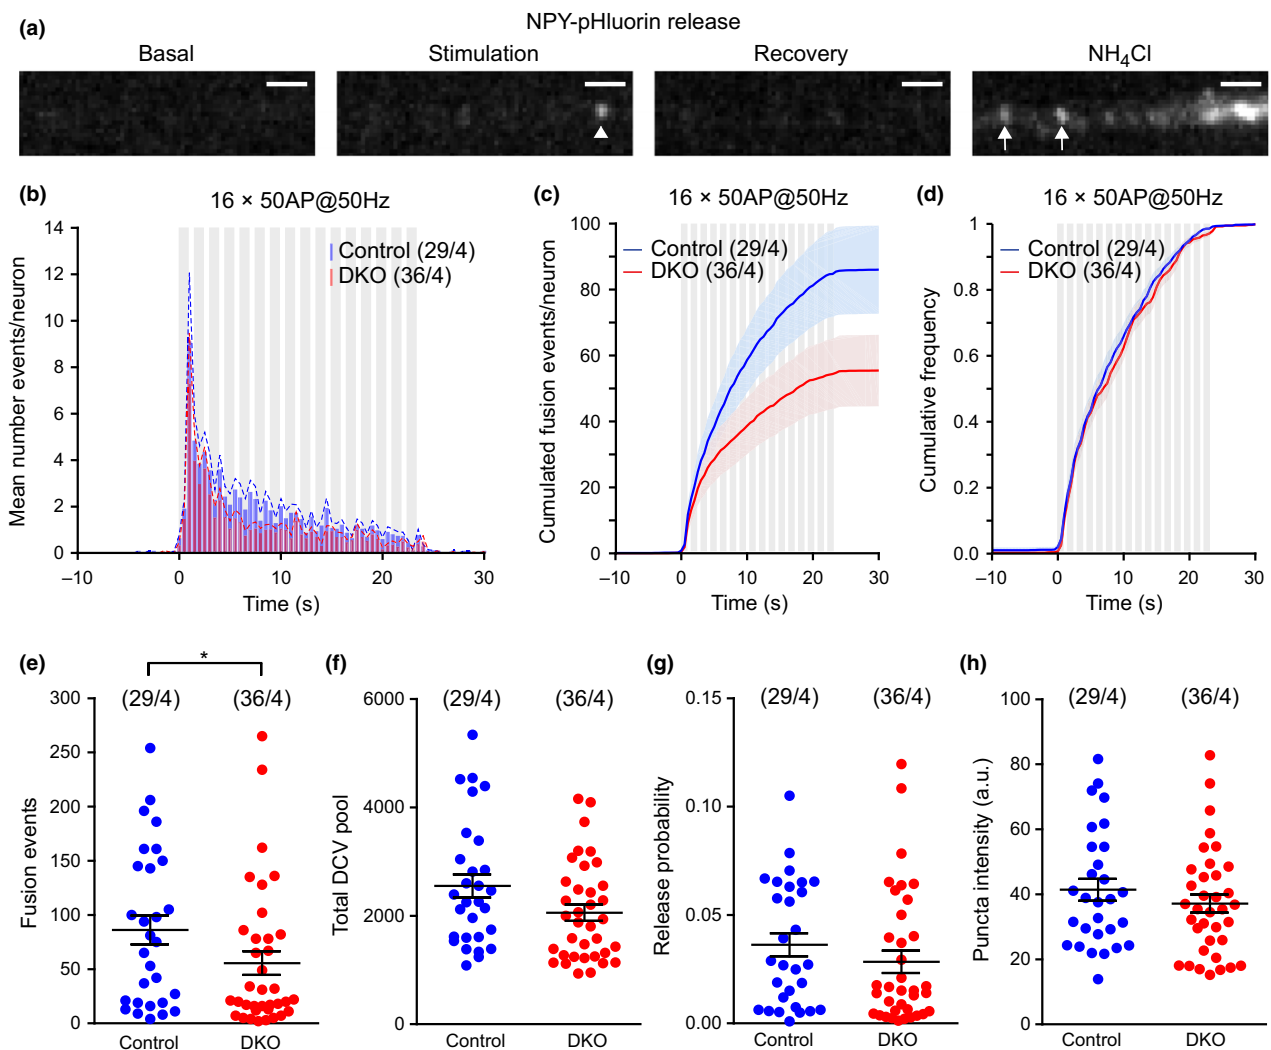 NPY-pHluorin release
(a)
Basal
Stimulation
Recovery
NH4Cl
(b)
16 × 50AP@50Hz
Control (29/4)
DKO (36/4)
Mean number events/neuron
14
12
10
8
6
4
2
0
–10
0
10
20
30
Time (s)
(c)
16 × 50AP@50Hz
Control (29/4)
DKO (36/4)
Cumulated fusion events/neuron
100
80
60
40
20
0
–10
0
10
20
30
Time (s)
(d)
16 × 50AP@50Hz
Control (29/4)
DKO (36/4)
Cumulative frequency
1
0.8
0.6
0.4
0.2
0.0
–10
0
10
20
30
Time (s)
(e)
*
(29/4)
(36/4)
Fusion events
300
250
200
150
100
50
0
Control
DKO
(f)
(29/4)
(36/4)
Total DCV pool
6000
4000
2000
0
Control
DKO
(g)
(29/4)
(36/4)
Release probability
0.15
0.10
0.05
0.00
Control
DKO
(h)
(29/4)
(36/4)
Puncta intensity (a.u.)
100
80
60
40
20
0
Control
DKO